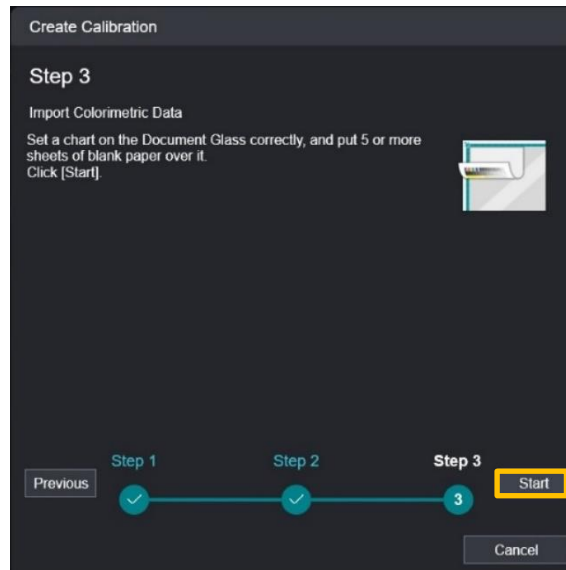 Create Calibration
Step 3
Import Colorimetric Data
Set a chart on the Document Glass correctly, and put 5 or more
sheets of blank paper over it.
Click [Start].
Step 1
Step 2
Step 3
Previous
3
Start
Cancel